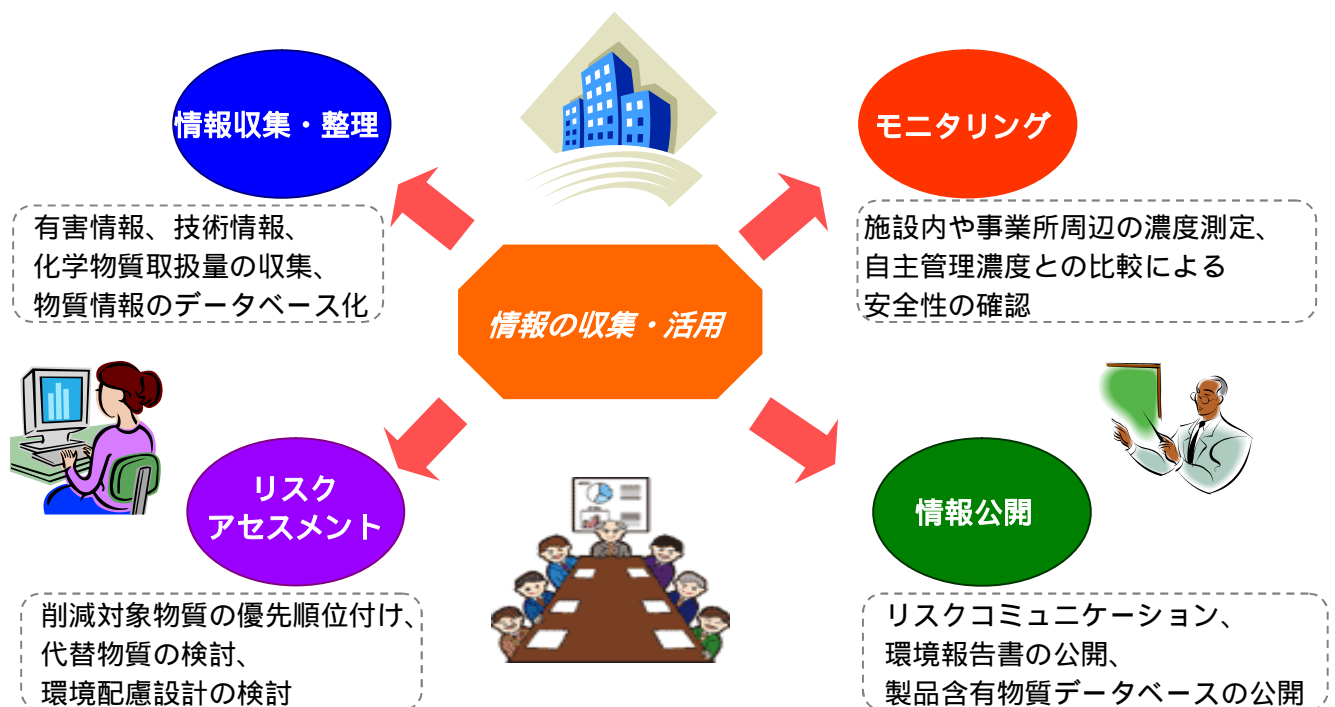 情報収集・整理
有害情報、技術情報、
化学物質取扱量の収集、
物質情報のデータベース化
モニタリング
施設内や事業所周辺の濃度測定、
自主管理濃度との比較による
安全性の確認
情報の収集・活用
リスク
アセスメント
削減対象物質の優先順位付け、
代替物質の検討、
環境配慮設計の検討
情報公開
リスクコミュニケーション、
環境報告書の公開、
製品含有物質データベースの公開